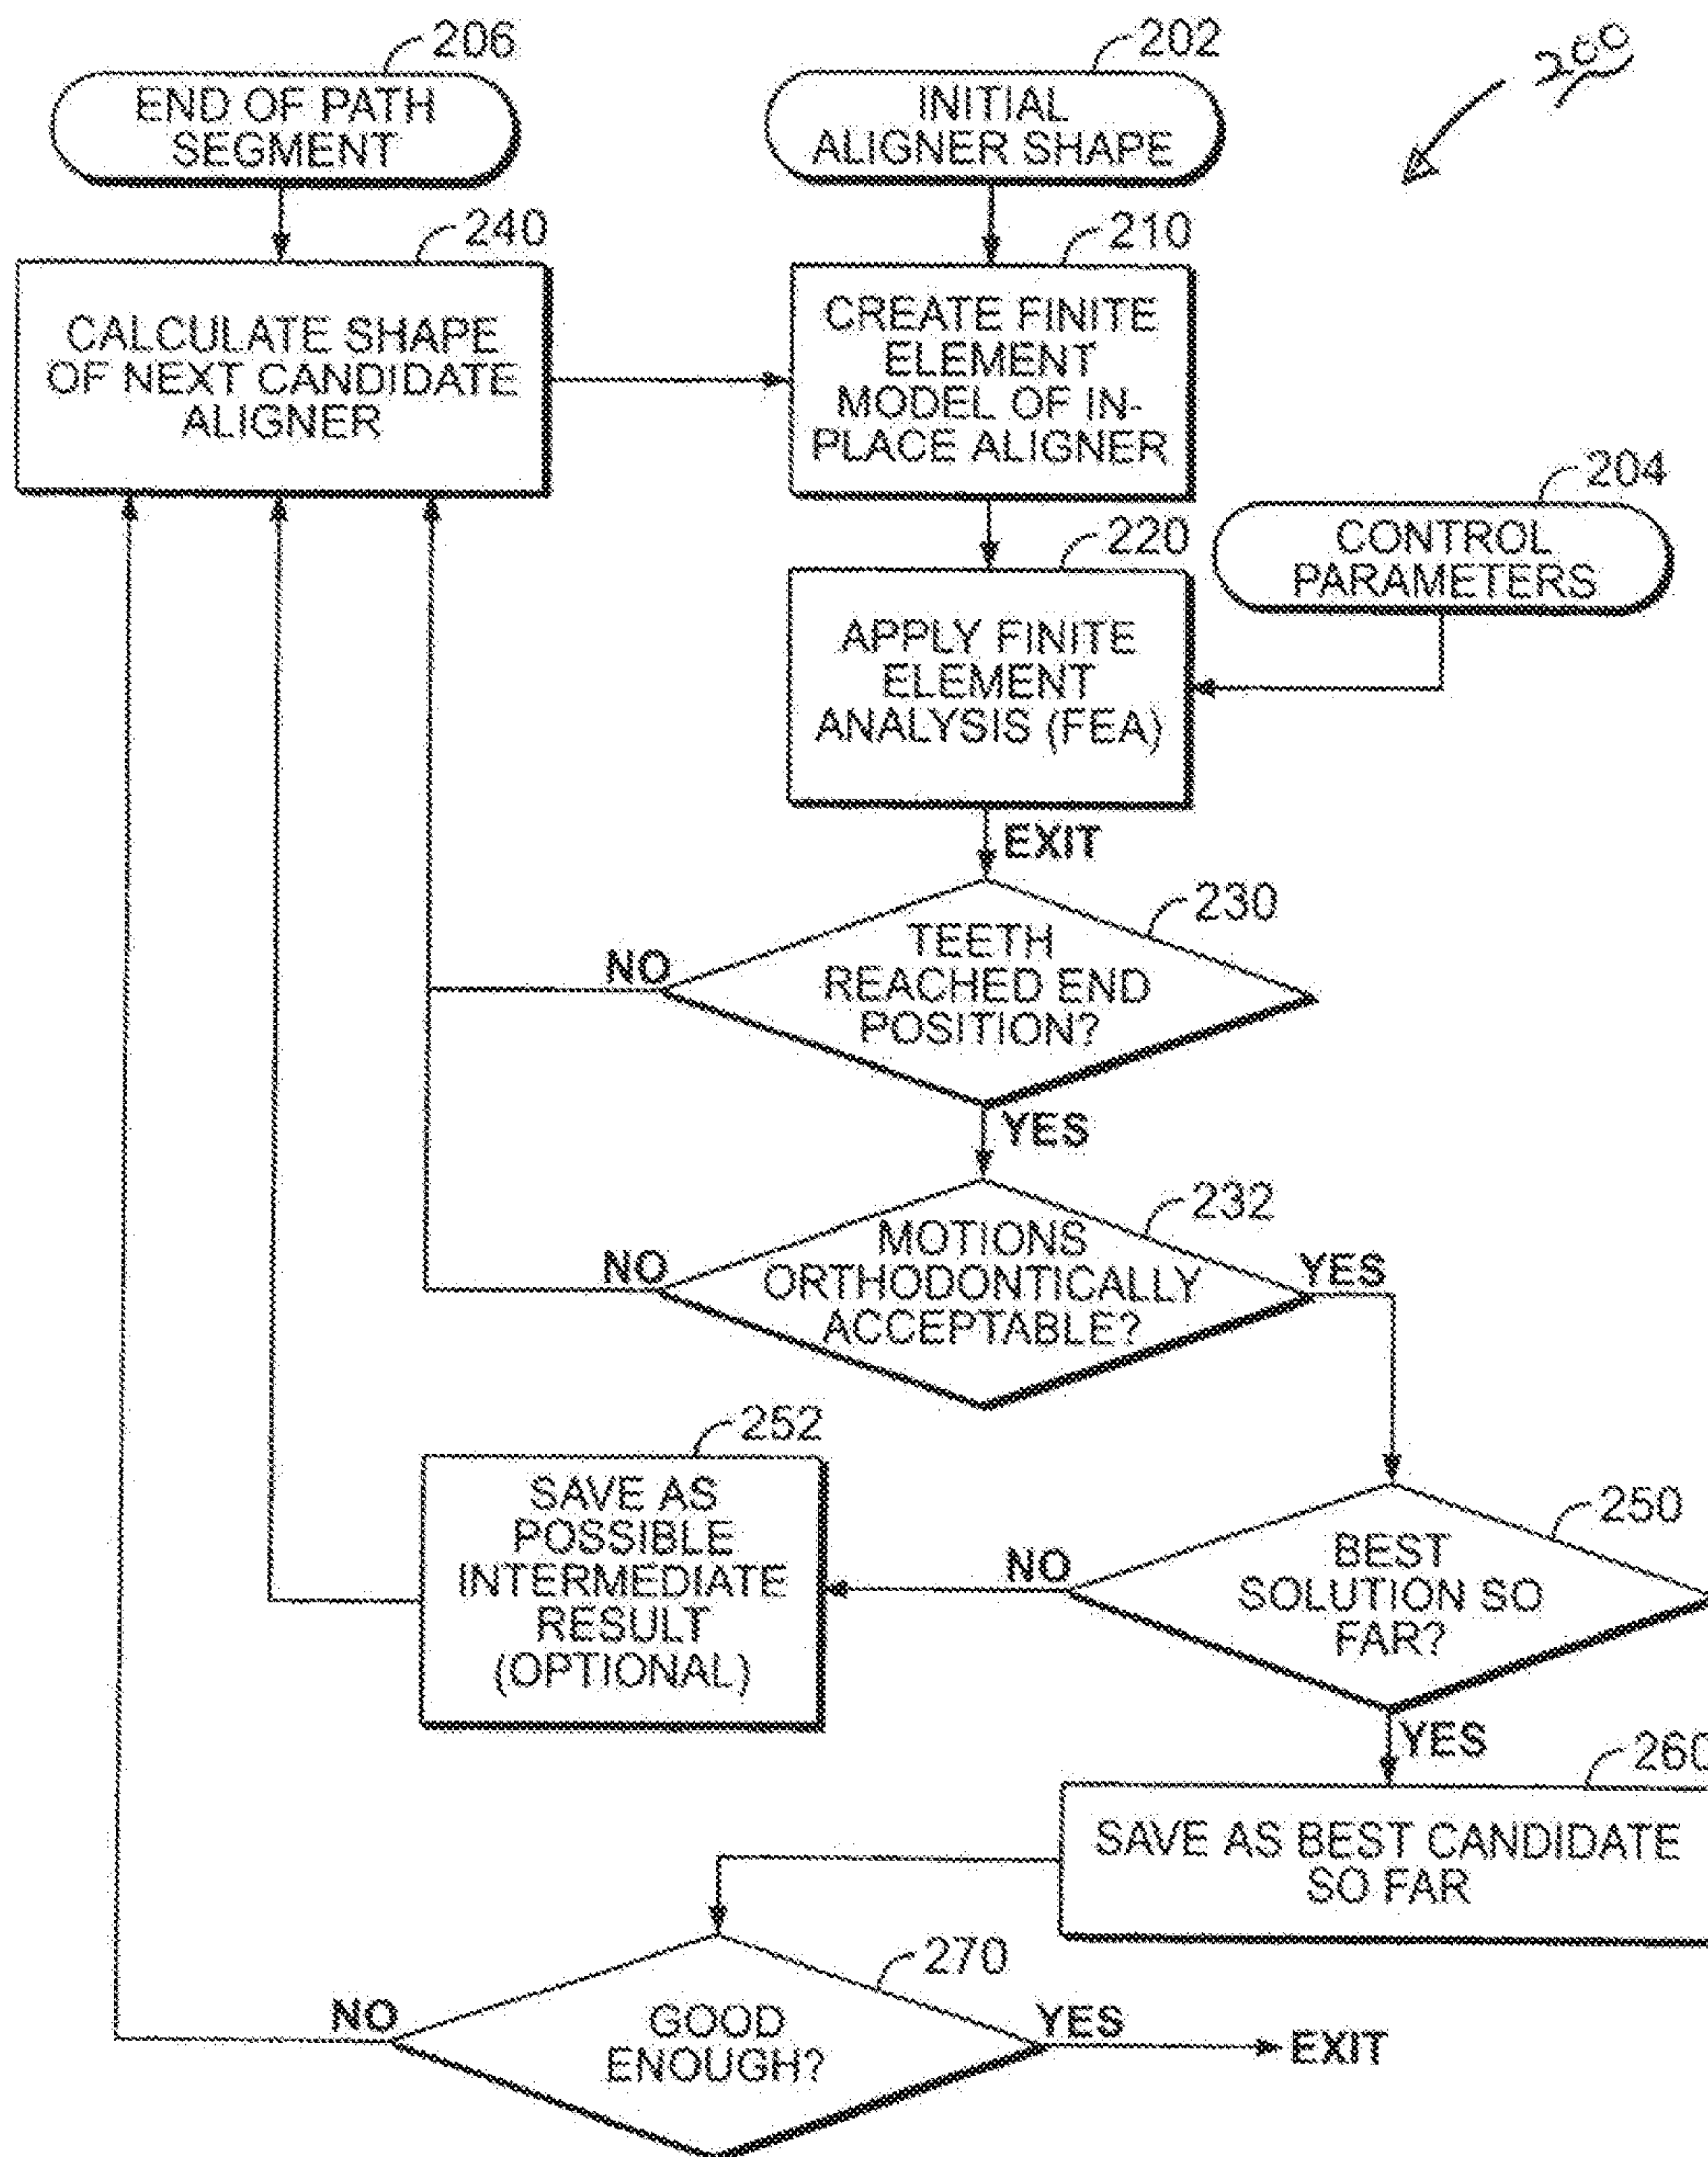 206
END OF PATH
SEGMENT
202
INITIAL
ALIGNER SHAPE
200
240
CALCULATE SHAPE
OF NEXT CANDIDATE
ALIGNER
210
CREATE FINITE
ELEMENT
MODEL OF IN-
PLACE ALIGNER
204
CONTROL
PARAMETERS
220
APPLY FINITE
ELEMENT
ANALYSIS (FEA)
EXIT
230
TEETH
REACHED END
POSITION?
NO
YES
232
MOTIONS
ORTHODONTICALLY
ACCEPTABLE?
NO
YES
252
SAVE AS
POSSIBLE
INTERMEDIATE
RESULT
(OPTIONAL)
250
BEST
SOLUTION SO
FAR?
NO
YES
260
SAVE AS BEST CANDIDATE
SO FAR
270
GOOD
ENOUGH?
NO
YES
EXIT